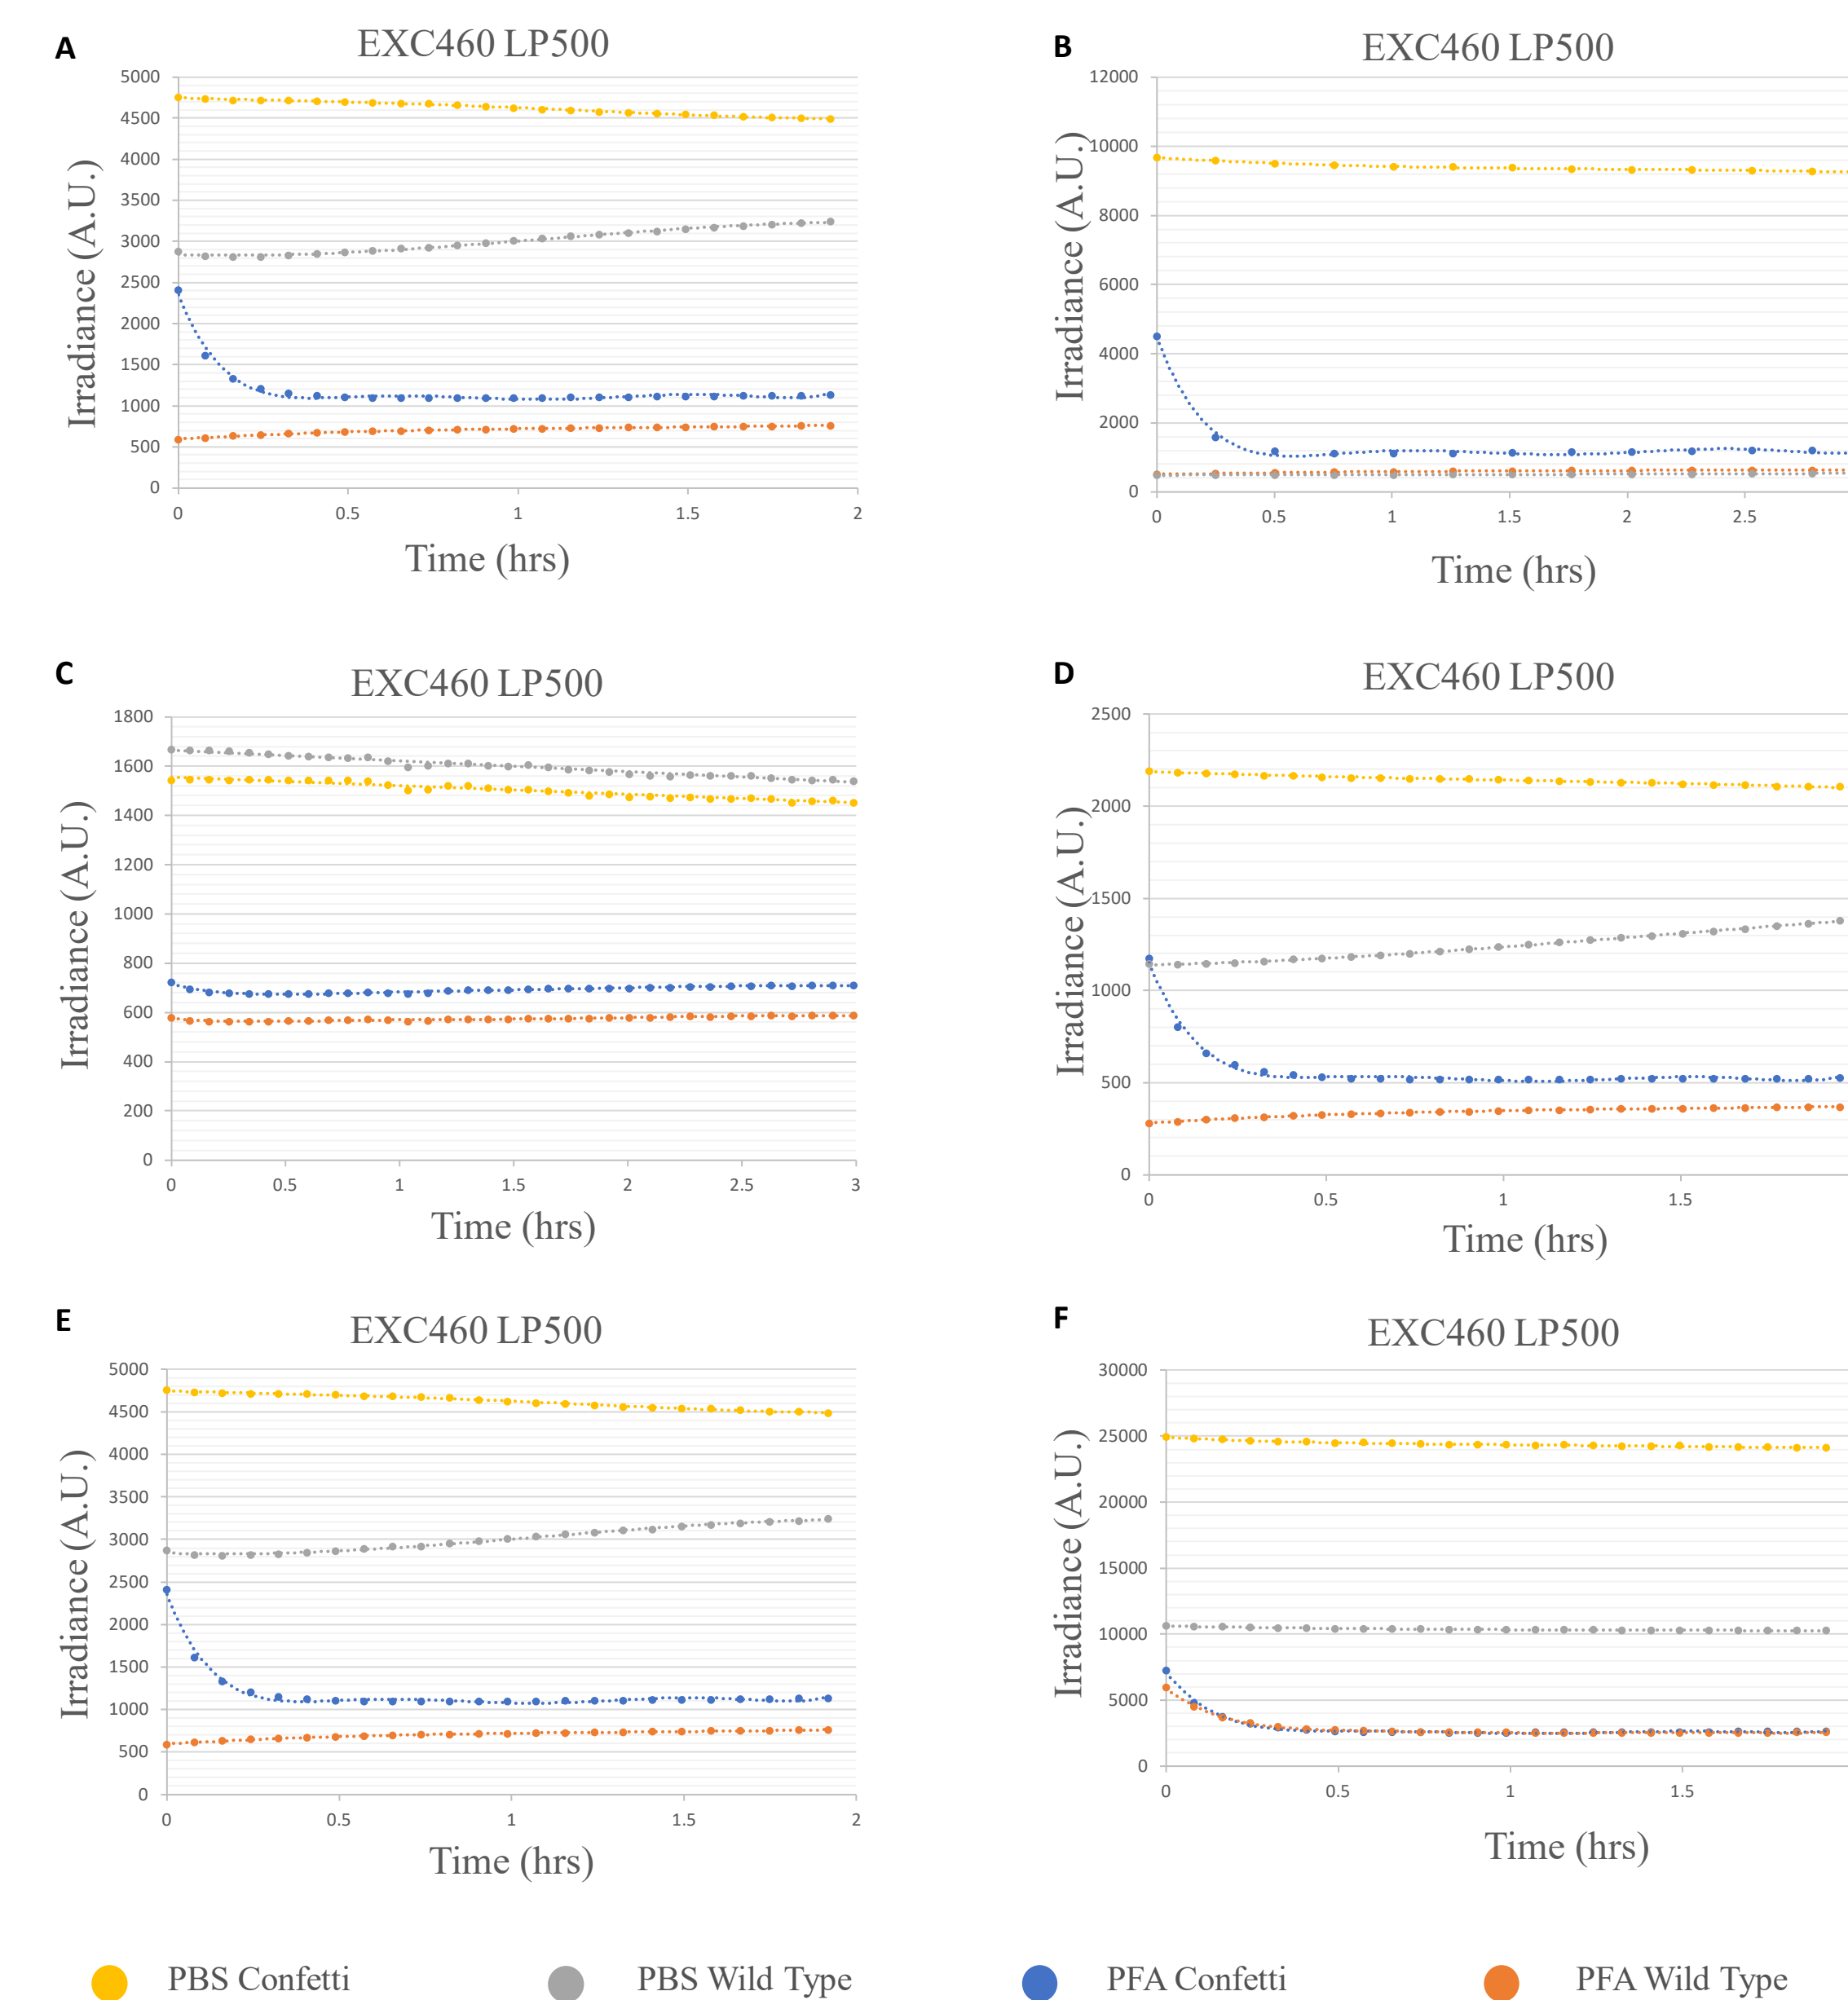 A
EXC460 LP500
5000
4500
4000
3500
3000
2500
2000
1500
1000
500
0
Irradiance (A.U.)
0 0.5 1 1.5 2
Time (hrs)
B
EXC460 LP500
12000
10000
8000
6000
4000
2000
0
Irradiance (A.U.)
0 0.5 1 1.5 2 2.5
Time (hrs)
C
EXC460 LP500
1800
1600
1400
1200
1000
800
600
400
200
0
Irradiance (A.U.)
0 0.5 1 1.5 2 2.5 3
Time (hrs)
D
EXC460 LP500
2500
2000
1500
1000
500
0
Irradiance (A.U.)
0 0.5 1 1.5
Time (hrs)
E
EXC460 LP500
5000
4500
4000
3500
3000
2500
2000
1500
1000
500
0
Irradiance (A.U.)
0 0.5 1 1.5 2
Time (hrs)
F
EXC460 LP500
30000
25000
20000
15000
10000
5000
0
Irradiance (A.U.)
0 0.5 1 1.5
Time (hrs)
PBS Confetti PBS Wild Type PFA Confetti PFA Wild Type